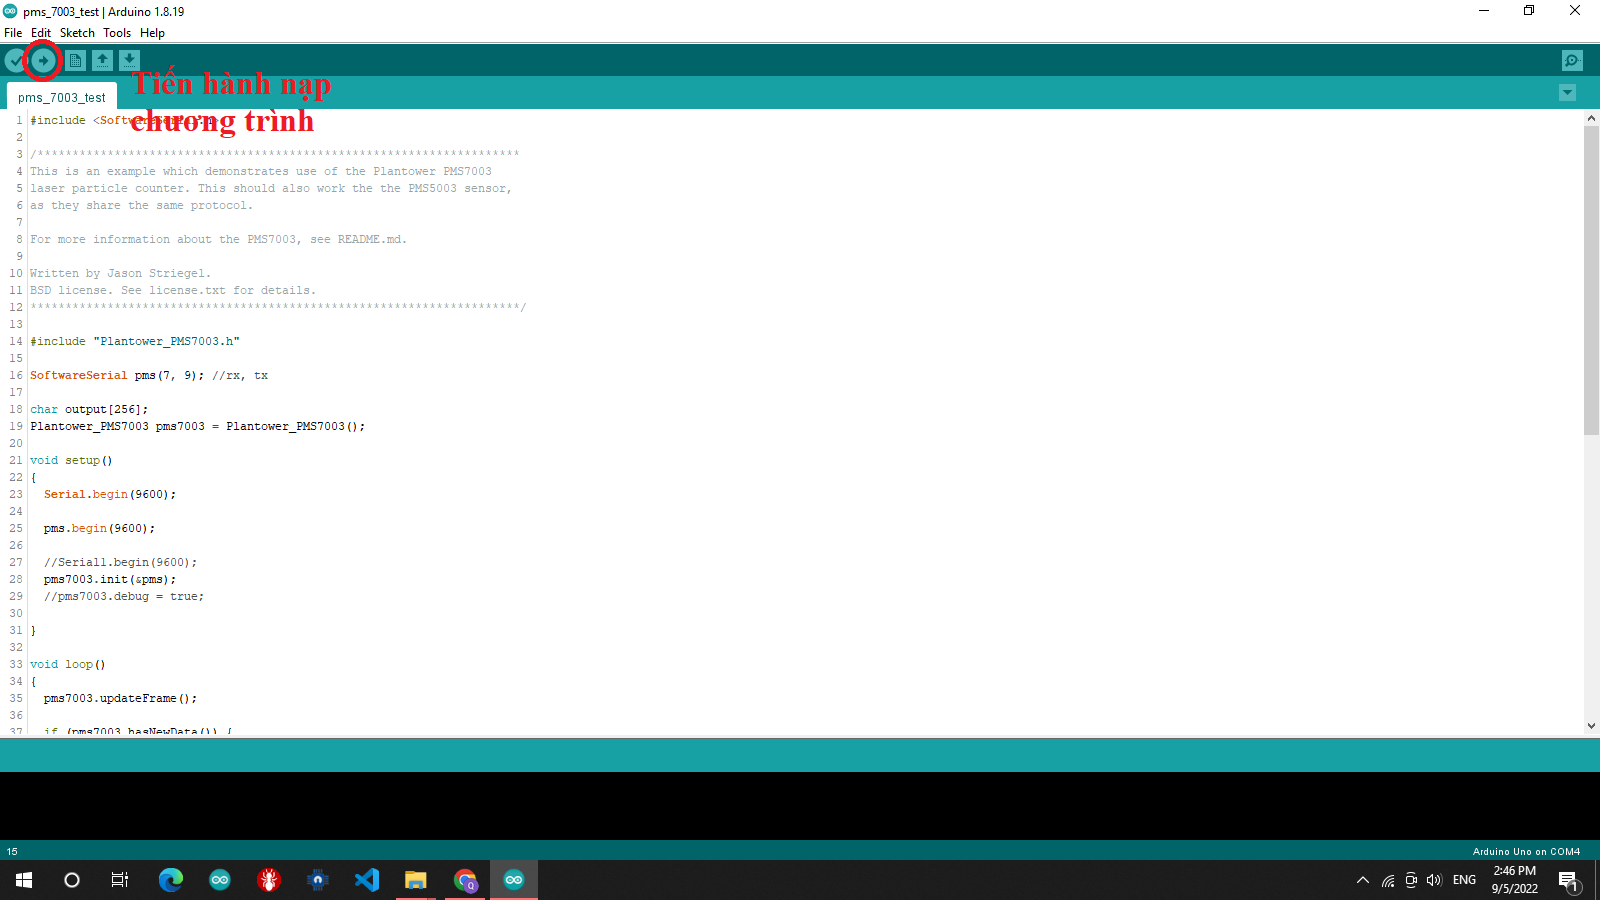 pms_7003_test | Arduino 1.8.19
File Edit Sketch Tools Help
Tiến hành nạp
chương trình
pms_7003_test
1 #include <SoftwareSerial.h>
2
3 /*********************************************************************
4 This is an example which demonstrates use of the Plantower PMS7003
5 laser particle counter. This should also work the the PMS5003 sensor,
6 as they share the same protocol.
7
8 For more information about the PMS7003, see README.md.
9
10 Written by Jason Striegel.
11 BSD license. See license.txt for details.
12 **********************************************************************/
13
14 #include "Plantower_PMS7003.h"
15
16 SoftwareSerial pms(7, 9); //rx, tx
17
18 char output[256];
19 Plantower_PMS7003 pms7003 = Plantower_PMS7003();
20
21 void setup()
22 {
23 Serial.begin(9600);
24
25 pms.begin(9600);
26
27 //Serial1.begin(9600);
28 pms7003.init(&pms);
29 //pms7003.debug = true;
30
31 }
32
33 void loop()
34 {
35 pms7003.updateFrame();
36
37 if (pms7003.hasNewData()) {
15
Arduino Uno on COM4
Q
ENG
2:46 PM
9/5/2022
1